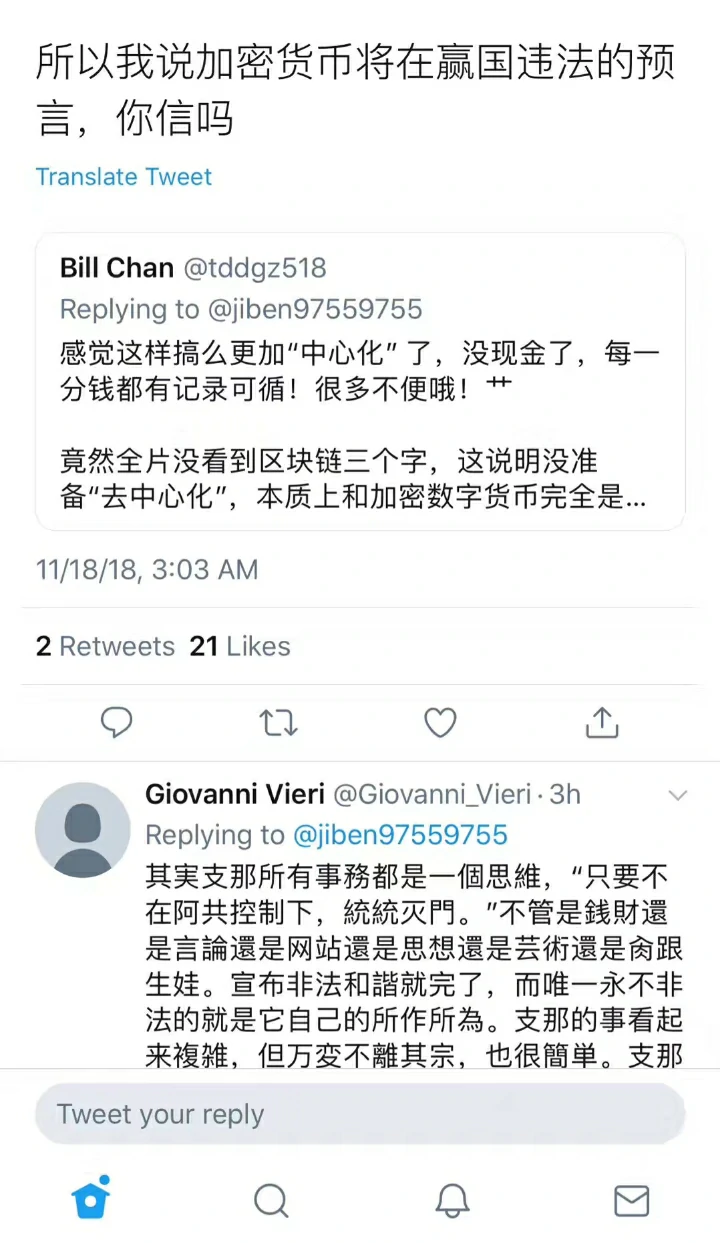 所以我说加密货币将在赢国违法的预
言，你信吗
Translate Tweet
Bill Chan @tddgz518
Replying to @jiben97559755
感觉这样搞么更加“中心化”了，没现金了，每一
分钱都有记录可循！很多不便哦！艹
竟然全片没看到区块链三个字，这说明没准
备“去中心化”，本质上和加密数字货币完全是...
11/18/18, 3:03 AM
2 Retweets 21 Likes
Giovanni Vieri @Giovanni_Vieri · 3h
Replying to @jiben97559755
其実支那所有事務都是一個思維，“只要不
在阿共控制下，統統灭門。”不管是銭財還
是言論還是网站還是思想還是芸術還是肏跟
生娃。宣布非法和諧就完了，而唯一永不非
法的就是它自己的所作所為。支那的事看起
来複雑，但万変不離其宗，也很簡単。支那
Tweet your reply